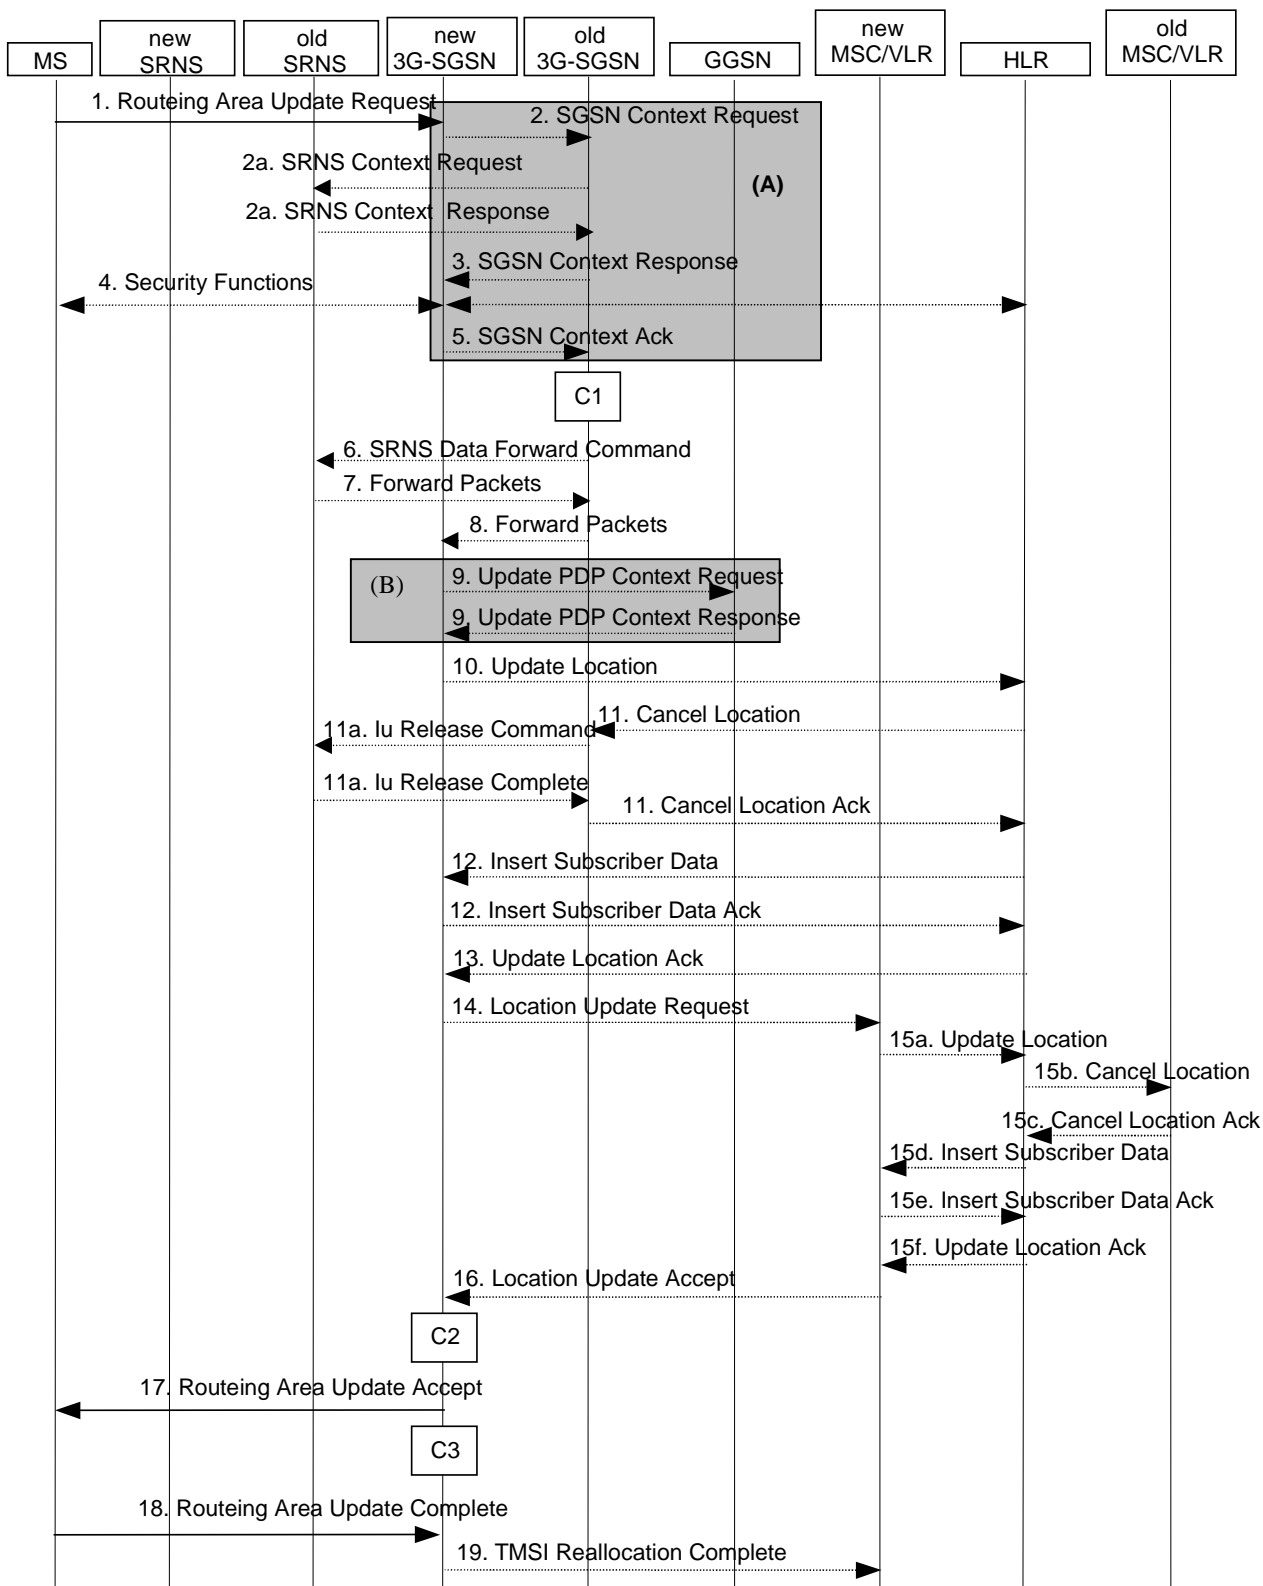 MS
new
SRNS
old
SRNS
new
3G-SGSN
old
3G-SGSN
GGSN
new
MSC/VLR
HLR
old
MSC/VLR
1. Routeing Area Update Request
2. SGSN Context Request
2a. SRNS Context Request
(A)
2a. SRNS Context Response
3. SGSN Context Response
4. Security Functions
5. SGSN Context Ack
C1
6. SRNS Data Forward Command
7. Forward Packets
8. Forward Packets
(B)
9. Update PDP Context Request
9. Update PDP Context Response
10. Update Location
11. Cancel Location
11a. Iu Release Command
11a. Iu Release Complete
11. Cancel Location Ack
12. Insert Subscriber Data
12. Insert Subscriber Data Ack
13. Update Location Ack
14. Location Update Request
15a. Update Location
15b. Cancel Location
15c. Cancel Location Ack
15d. Insert Subscriber Data
15e. Insert Subscriber Data Ack
15f. Update Location Ack
16. Location Update Accept
C2
17. Routeing Area Update Accept
C3
18. Routeing Area Update Complete
19. TMSI Reallocation Complete